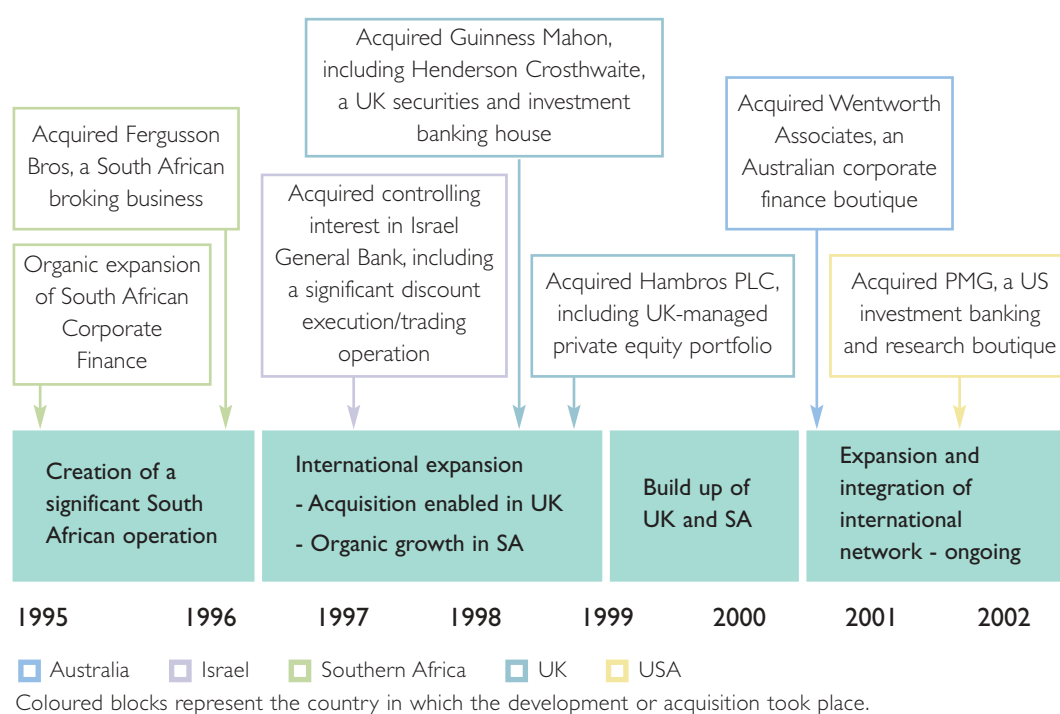 Acquired Guinness Mahon,
including Henderson Crosthwaite,
a UK securities and investment
banking house
Acquired Fergusson
Bros, a South African
broking business
Acquired Wentworth
Associates, an
Australian corporate
finance boutique
Organic expansion
of South African
Corporate
Finance
Acquired controlling
interest in Israel
General Bank, including
a significant discount
execution/trading
operation
Acquired Hambros PLC,
including UK-managed
private equity portfolio
Acquired PMG, a US
investment banking
and research boutique
Creation of a
significant South
African operation
International expansion
- Acquisition enabled in UK
- Organic growth in SA
Build up of
UK and SA
Expansion and
integration of
international
network - ongoing
1995 1996 1997 1998 1999 2000 2001 2002
Australia Israel Southern Africa UK USA
Coloured blocks represent the country in which the development or acquisition took place.